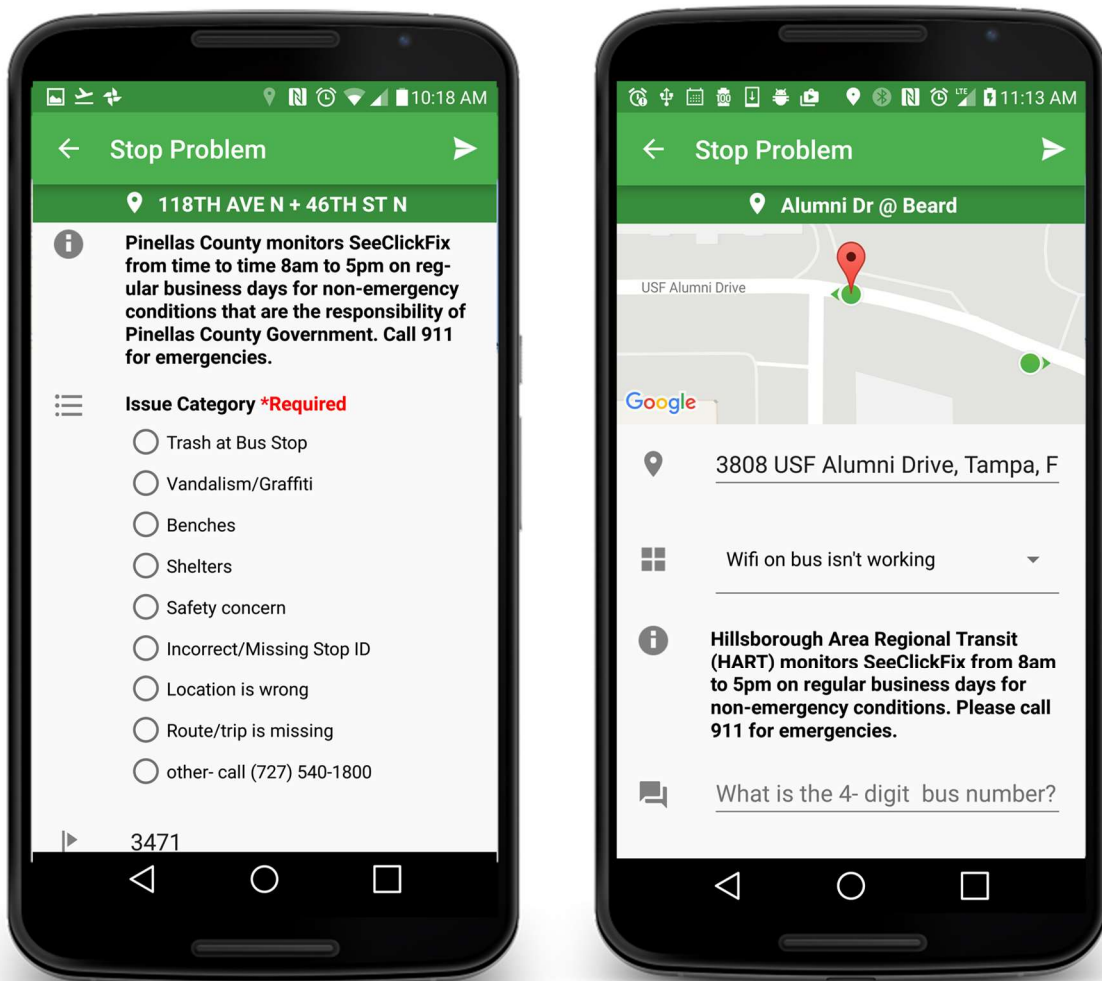 10:18 AM
Stop Problem
118TH AVE N + 46TH ST N
Pinellas County monitors SeeClickFix
from time to time 8am to 5pm on reg-
ular business days for non-emergency
conditions that are the responsibility of
Pinellas County Government. Call 911
for emergencies.
Issue Category *Required
Trash at Bus Stop
Vandalism/Graffiti
Benches
Shelters
Safety concern
Incorrect/Missing Stop ID
Location is wrong
Route/trip is missing
other- call (727) 540-1800
3471
100
LTE
11:13 AM
Stop Problem
Alumni Dr @ Beard
USF Alumni Drive
Google
3808 USF Alumni Drive, Tampa, F
Wifi on bus isn't working
Hillsborough Area Regional Transit
(HART) monitors SeeClickFix from 8am
to 5pm on regular business days for
non-emergency conditions. Please call
911 for emergencies.
What is the 4- digit  bus number?